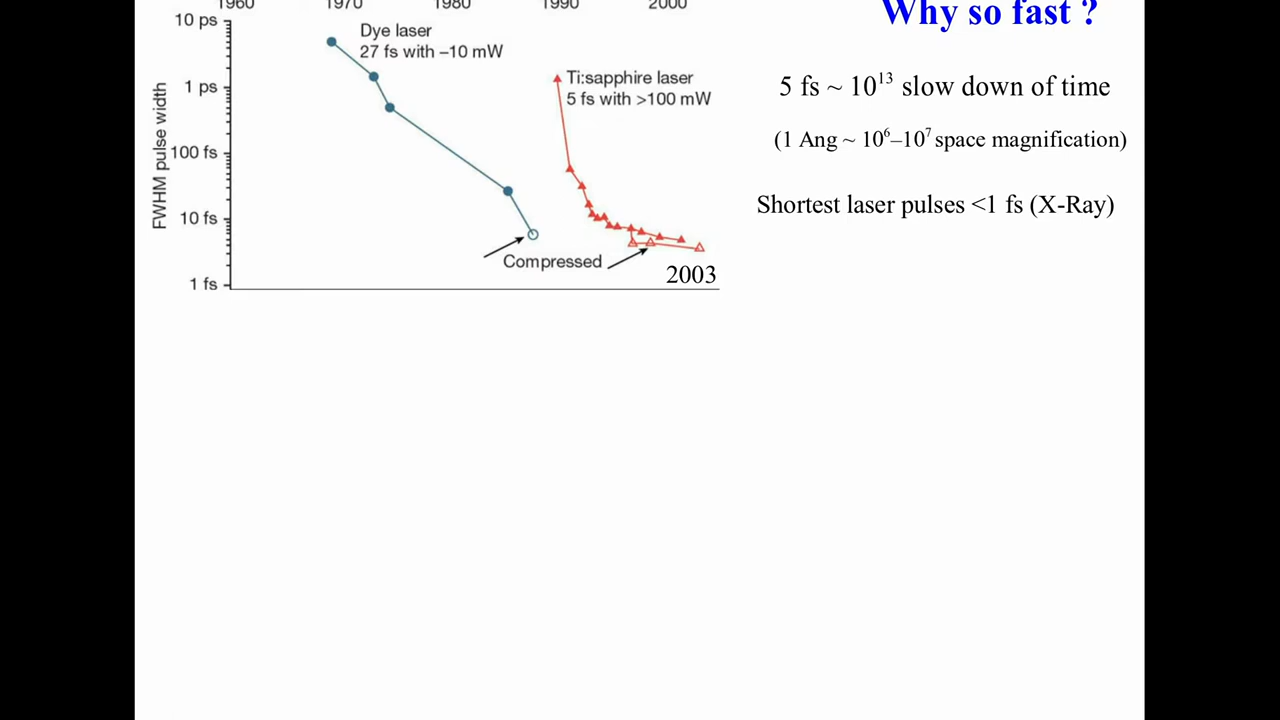 1960 1970 1980 1990 2000
Why so fast ?
10 ps
1 ps
100 fs
10 fs
1 fs
FWHM pulse width
Dye laser
27 fs with –10 mW
Ti:sapphire laser
5 fs with >100 mW
Compressed
2003
5 fs ~ 10¹³ slow down of time
(1 Ang ~ 10⁶–10⁷ space magnification)
Shortest laser pulses <1 fs (X-Ray)